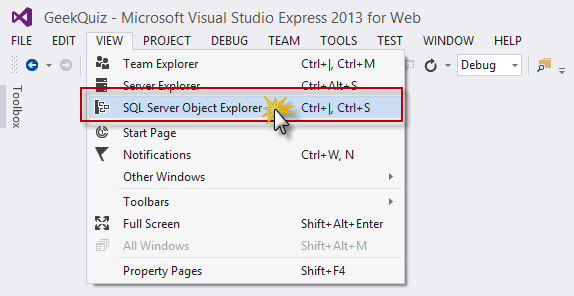 GeekQuiz - Microsoft Visual Studio Express 2013 for Web
FILE EDIT VIEW PROJECT DEBUG TEAM TOOLS TEST WINDOW
Debug
Toolbox
Team Explorer Ctrl+|, Ctrl+M
Server Explorer Ctrl+Alt+S
SQL Server Object Explorer Ctrl+|, Ctrl+S
Start Page
Notifications Ctrl+W, N
Other Windows
Toolbars
Full Screen Shift+Alt+Enter
All Windows Shift+Alt+M
Property Pages Shift+F4